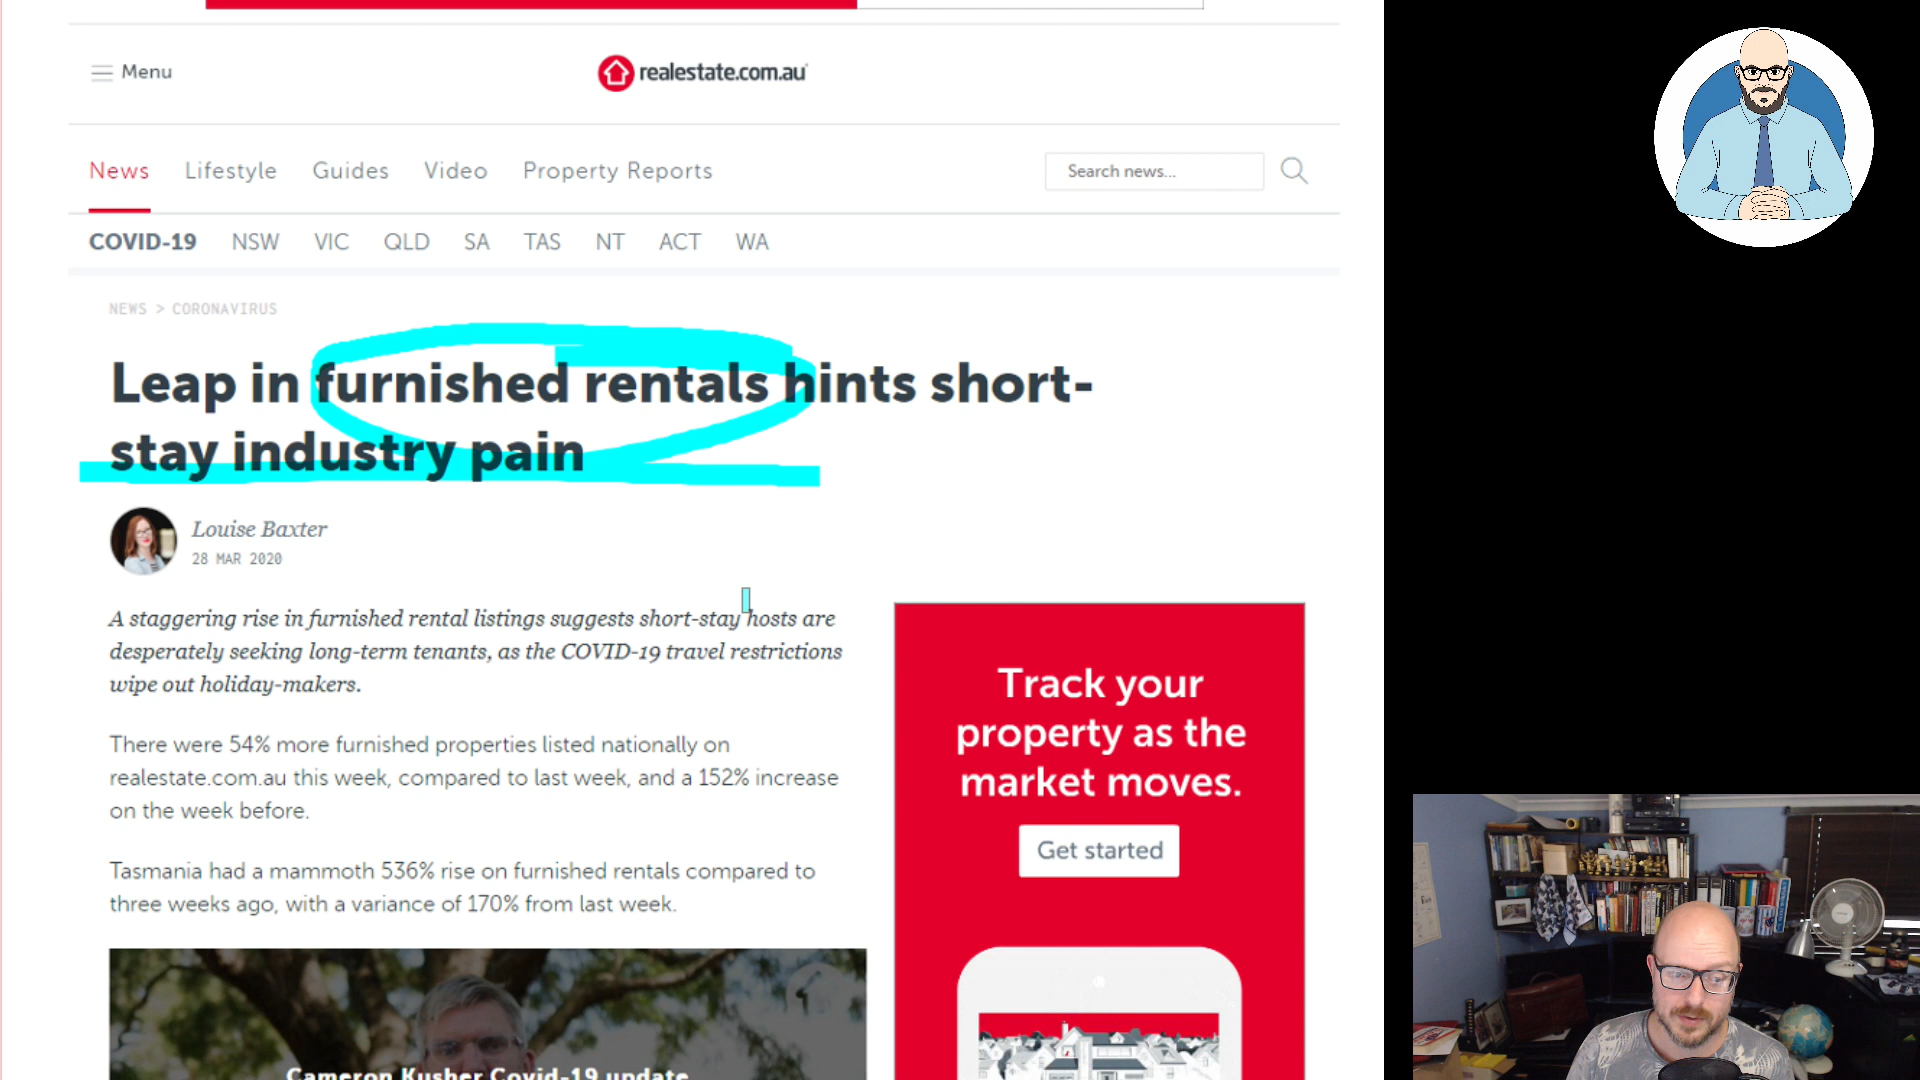 Menu
realestate.com.au
News Lifestyle Guides Video Property Reports
Search news...
COVID-19 NSW VIC QLD SA TAS NT ACT WA
NEWS > CORONAVIRUS
Leap in furnished rentals hints short-
stay industry pain
Louise Baxter
28 MAR 2020
A staggering rise in furnished rental listings suggests short-stay hosts are
desperately seeking long-term tenants, as the COVID-19 travel restrictions
wipe out holiday-makers.
There were 54% more furnished properties listed nationally on
realestate.com.au this week, compared to last week, and a 152% increase
on the week before.
Tasmania had a mammoth 536% rise on furnished rentals compared to
three weeks ago, with a variance of 170% from last week.
Cameron Kusher Covid-19 update
Track your
property as the
market moves.
Get started